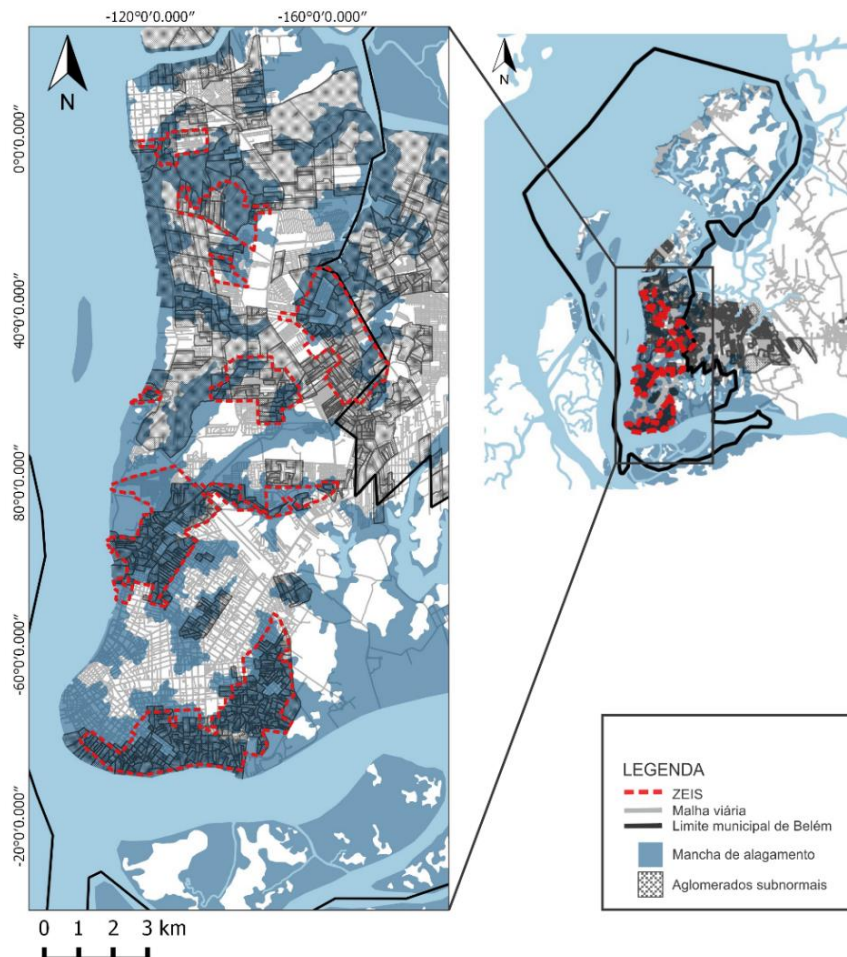 -120°0'0.000" -160°0'0.000"
N
N
0°0'0.000"
40°0'0.000"
80°0'0.000"
-60°0'0.000"
-20°0'0.000"
0 1 2 3 km
LEGENDA
ZEIS
Malha viária
Limite municipal de Belém
Mancha de alagamento
Aglomerados subnormais